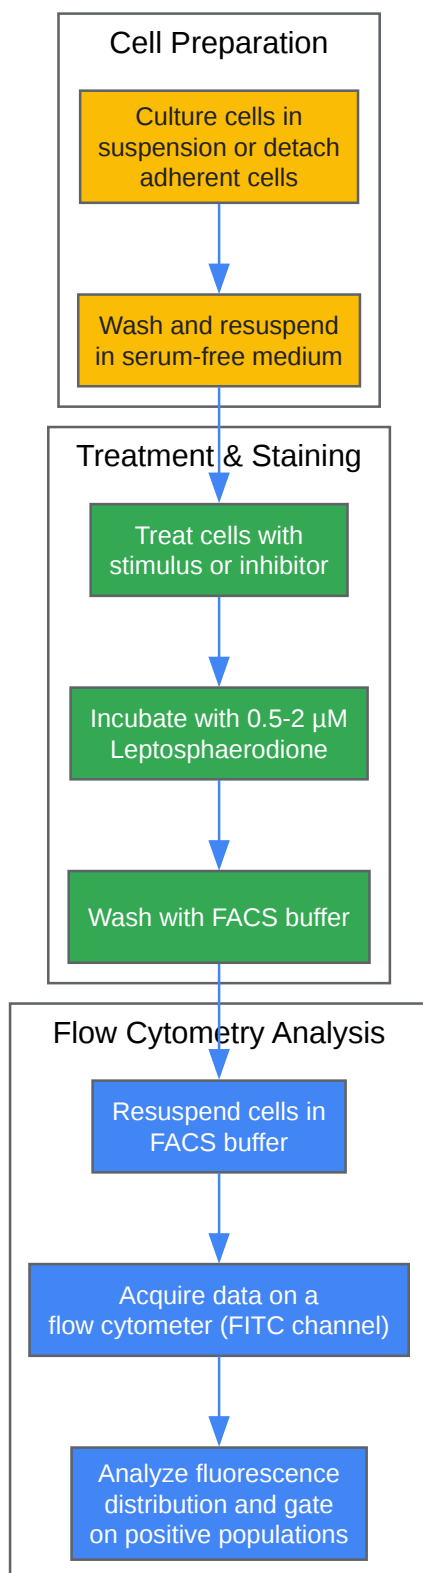 Cell Preparation
Culture cells in
suspension or detach
adherent cells
Wash and resuspend
in serum-free medium
Treatment & Staining
Treat cells with
stimulus or inhibitor
Incubate with 0.5-2 µM
Leptosphaerodione
Wash with FACS buffer
Flow Cytometry Analysis
Resuspend cells in
FACS buffer
Acquire data on a
flow cytometer (FITC channel)
Analyze fluorescence
distribution and gate
on positive populations